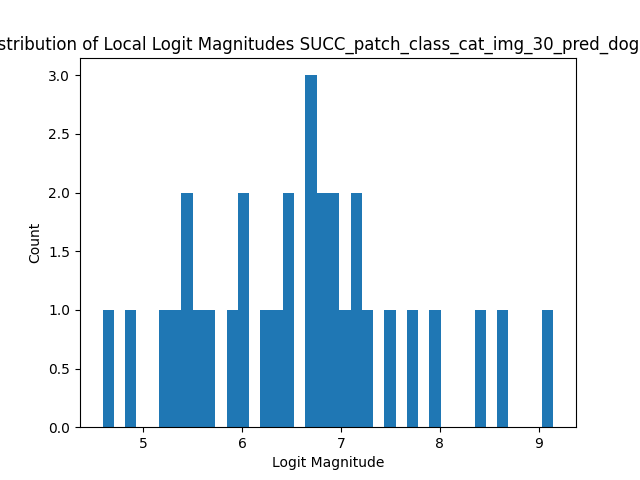 stribution of Local Logit Magnitudes SUCC_patch_class_cat_img_30_pred_dog
3.0
2.5
2.0
1.5
1.0
0.5
0.0
Count
5 6 7 8 9
Logit Magnitude